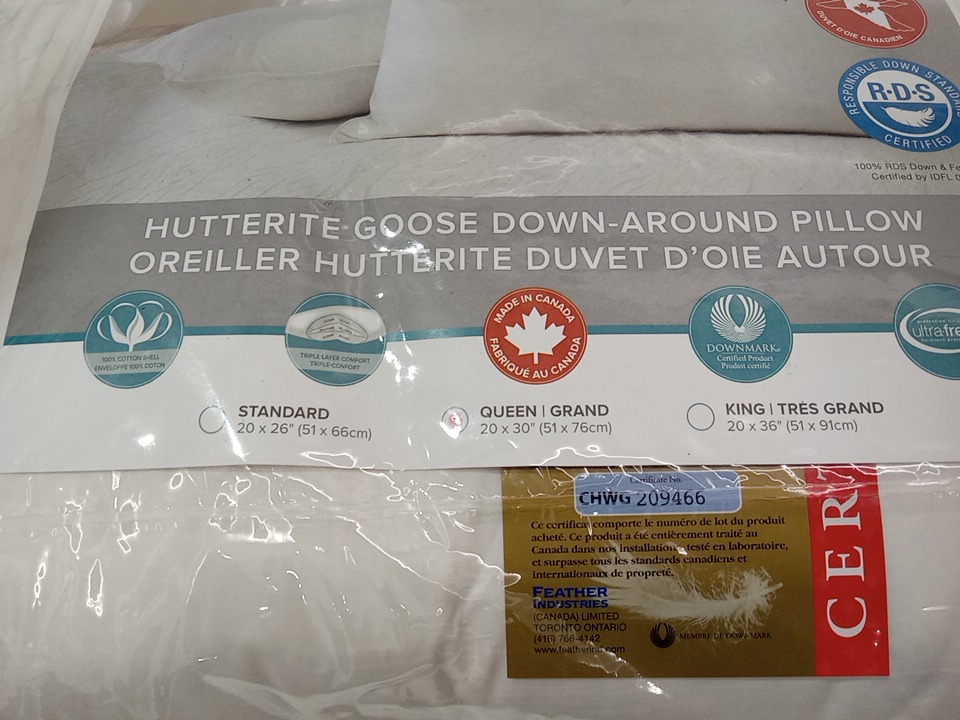 DUVET D'OIE CANADIEN
RESPONSIBLE DOWN STANDARD
R·D·S
CERTIFIED
100% RDS Down &
Certified by IDFL
HUTTERITE GOOSE DOWN-AROUND PILLOW
OREILLER HUTTERITE DUVET D'OIE AUTOUR
100% COTTON SHELL
ENVELOPPE 100% COTON
TRIPLE-LAYER COMFORT
TRIPLE-CONFORT
MADE IN CANADA
FABRIQUÉ AU CANADA
DOWNMARK
Certified Product
Produit certifié
STANDARD
20 x 26" (51 x 66cm)
QUEEN | GRAND
20 x 30" (51 x 76cm)
KING | TRÈS GRAND
20 x 36" (51 x 91cm)
Certificate No.
CHWG 209466
Ce certifica comporte le numéro de lot du produit
acheté. Ce produit a été entièrement traité au
Canada dans nos installation testé en laboratoire,
et surpasse tous les standards canadiens et
internationaux de propreté.
FEATHER
INDUSTRIES
(CANADA) LIMITED
TORONTO ONTARIO
(416) 766-4142
www.featherind.com
MEMBRE DE DOWNMARK